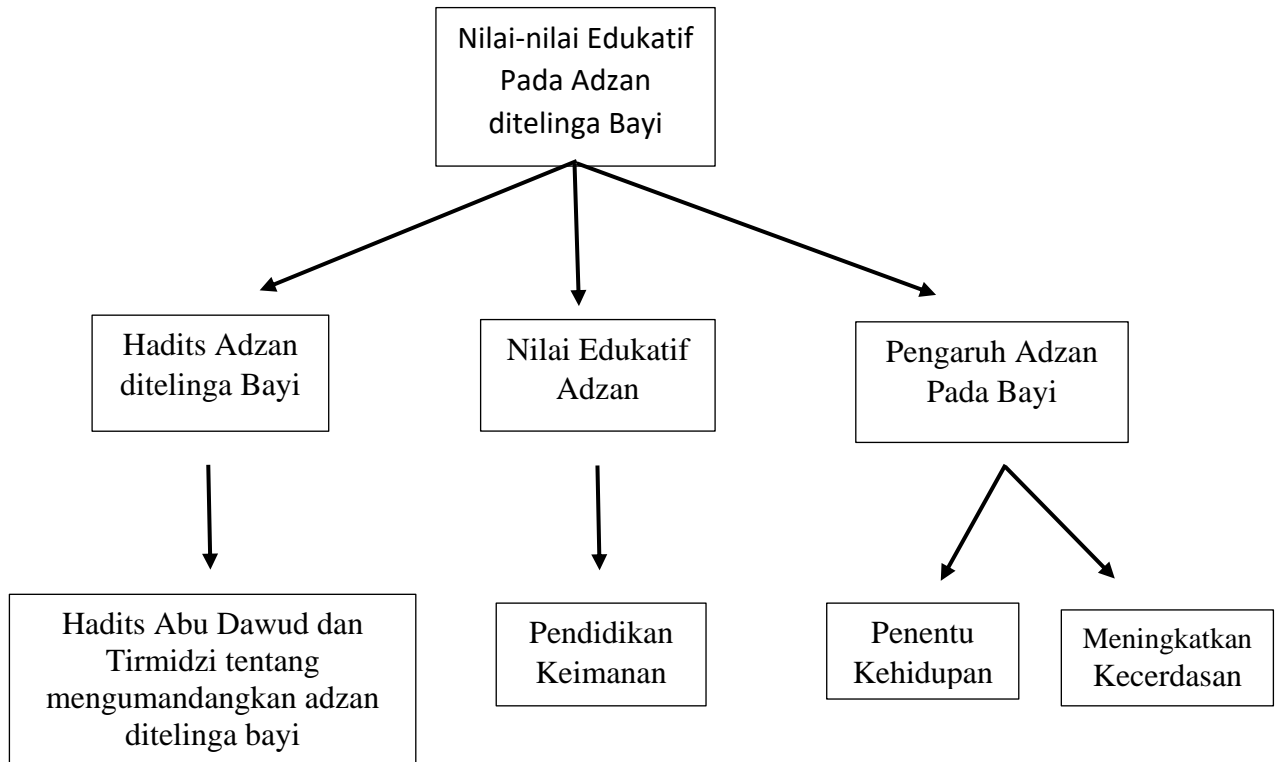 Nilai-nilai Edukatif
Pada Adzan
ditelinga Bayi
Hadits Adzan
ditelinga Bayi
Nilai Edukatif
Adzan
Pengaruh Adzan
Pada Bayi
Hadits Abu Dawud dan
Tirmidzi tentang
mengumandangkan adzan
ditelinga bayi
Pendidikan
Keimanan
Penentu
Kehidupan
Meningkatkan
Kecerdasan